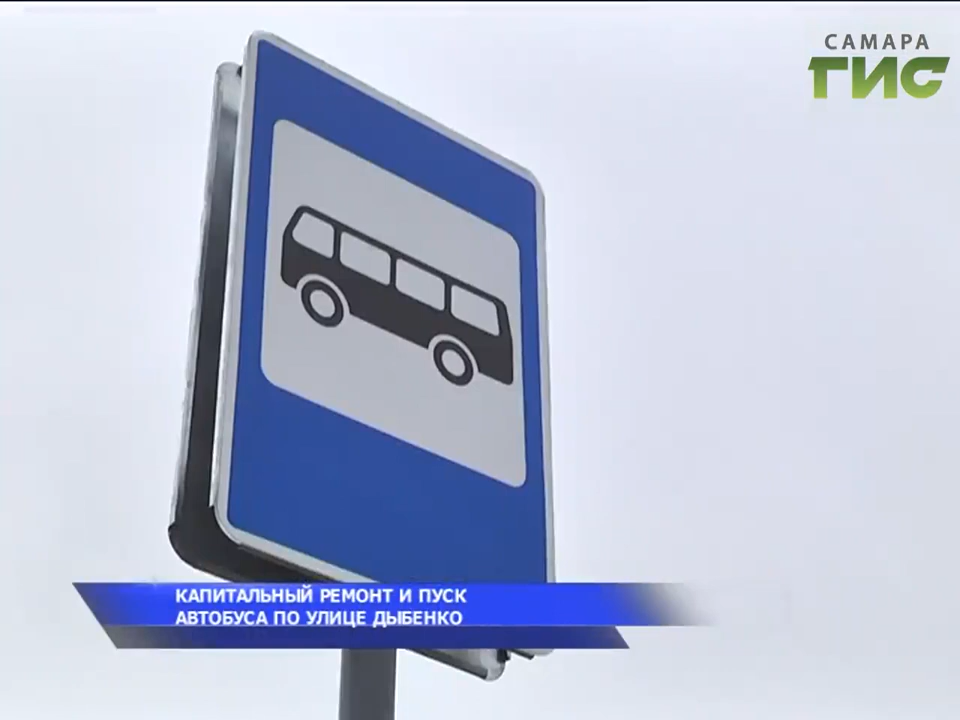 САМАРА
ГИС
КАПИТАЛЬНЫЙ РЕМОНТ И ПУСК
АВТОБУСА ПО УЛИЦЕ ДЫБЕНКО